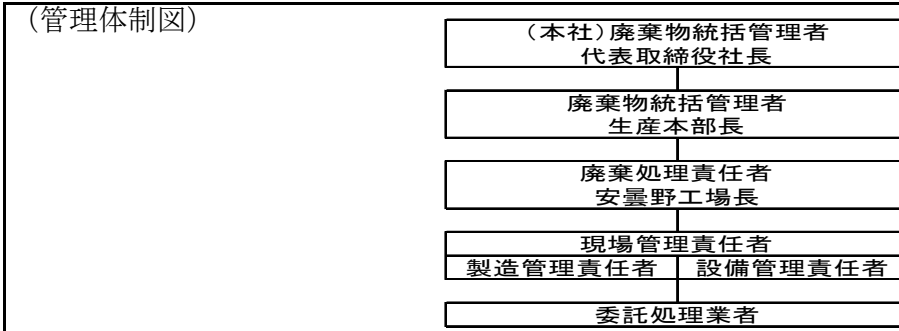 （管理体制図）
（本社）廃棄物統括管理者
代表取締役社長
廃棄物統括管理者
生産本部長
廃棄処理責任者
安曇野工場長
現場管理責任者
製造管理責任者 設備管理責任者
委託処理業者